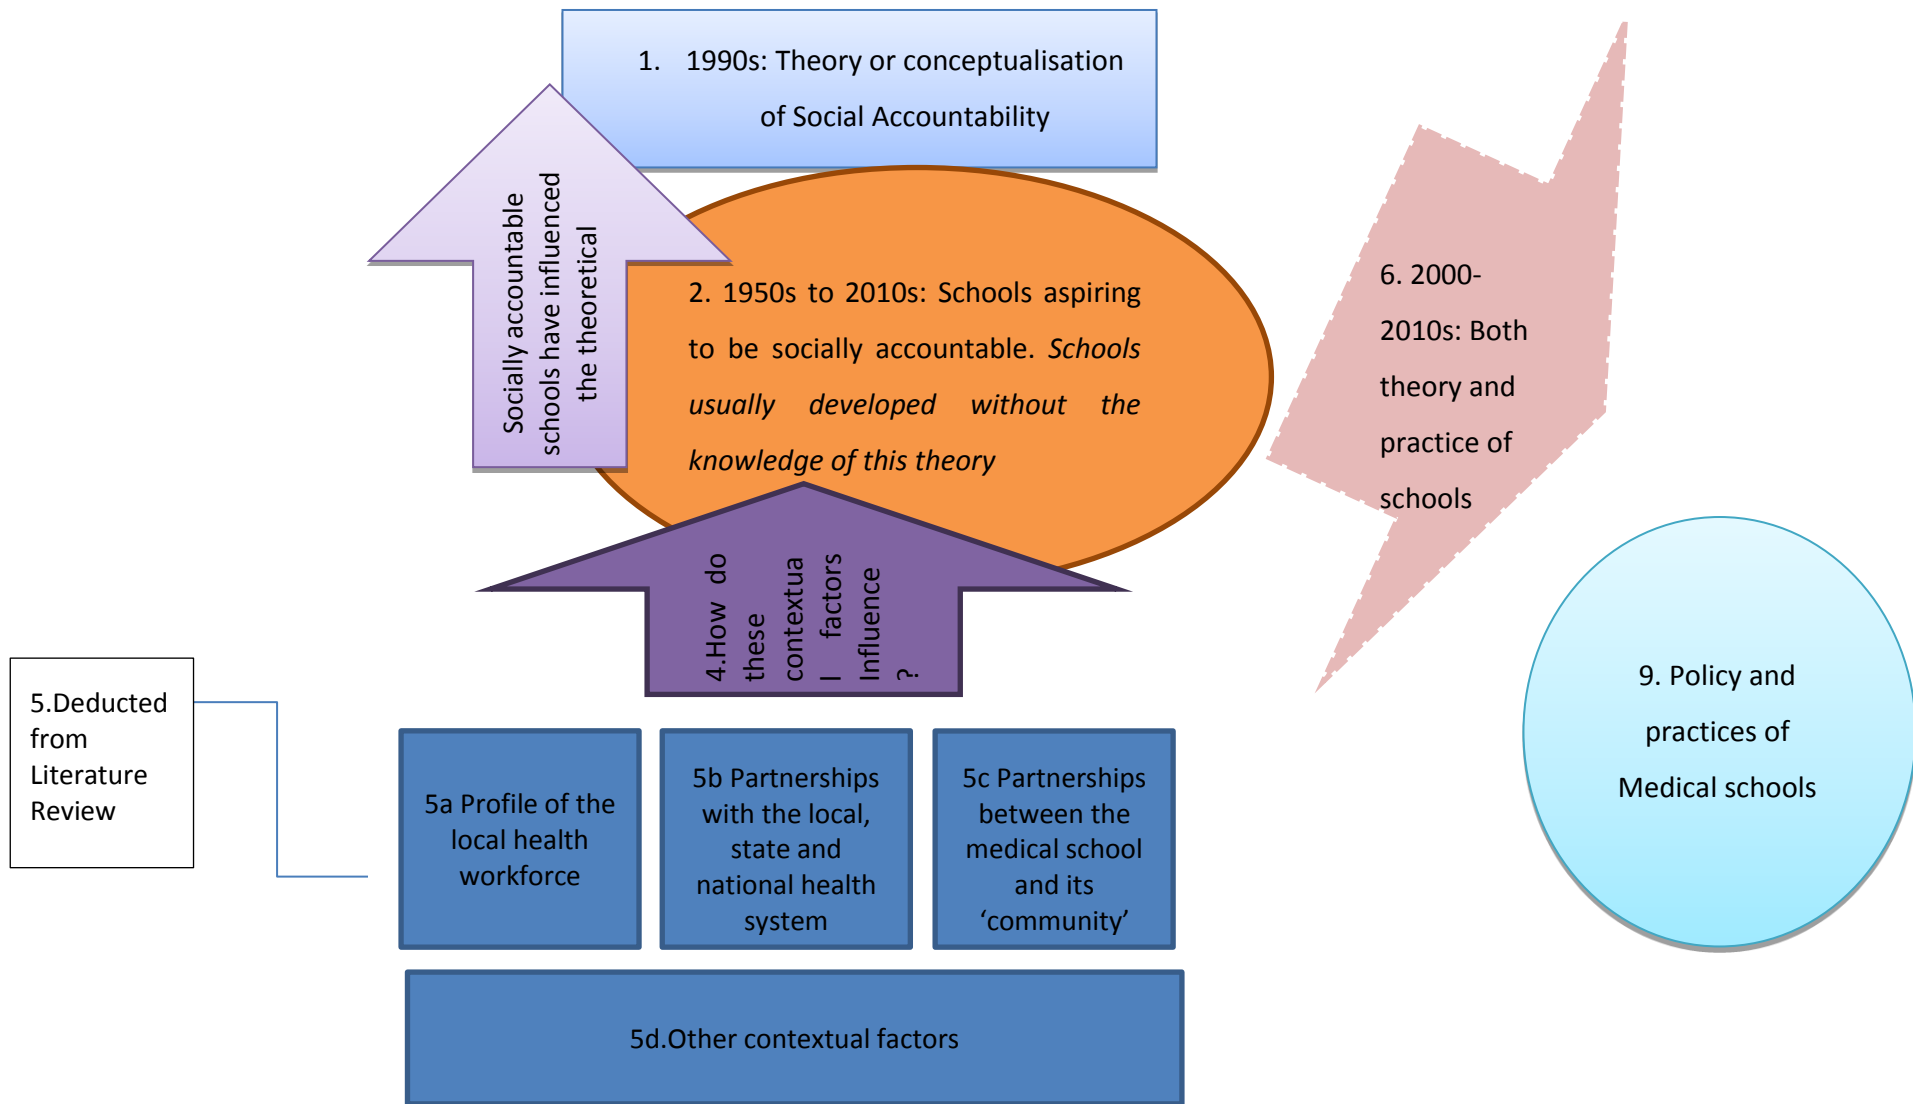 1. 1990s: Theory or conceptualisation
of Social Accountability
Socially accountable
schools have influenced
the theoretical
2. 1950s to 2010s: Schools aspiring
to be socially accountable. Schools
usually developed without the
knowledge of this theory
6. 2000-
2010s: Both
theory and
practice of
schools
4.How do
these
contextua
l factors
Influence
?
9. Policy and
practices of
Medical schools
5.Deducted
from
Literature
Review
5a Profile of the
local health
workforce
5b Partnerships
with the local,
state and
national health
system
5c Partnerships
between the
medical school
and its
‘community’
5d.Other contextual factors